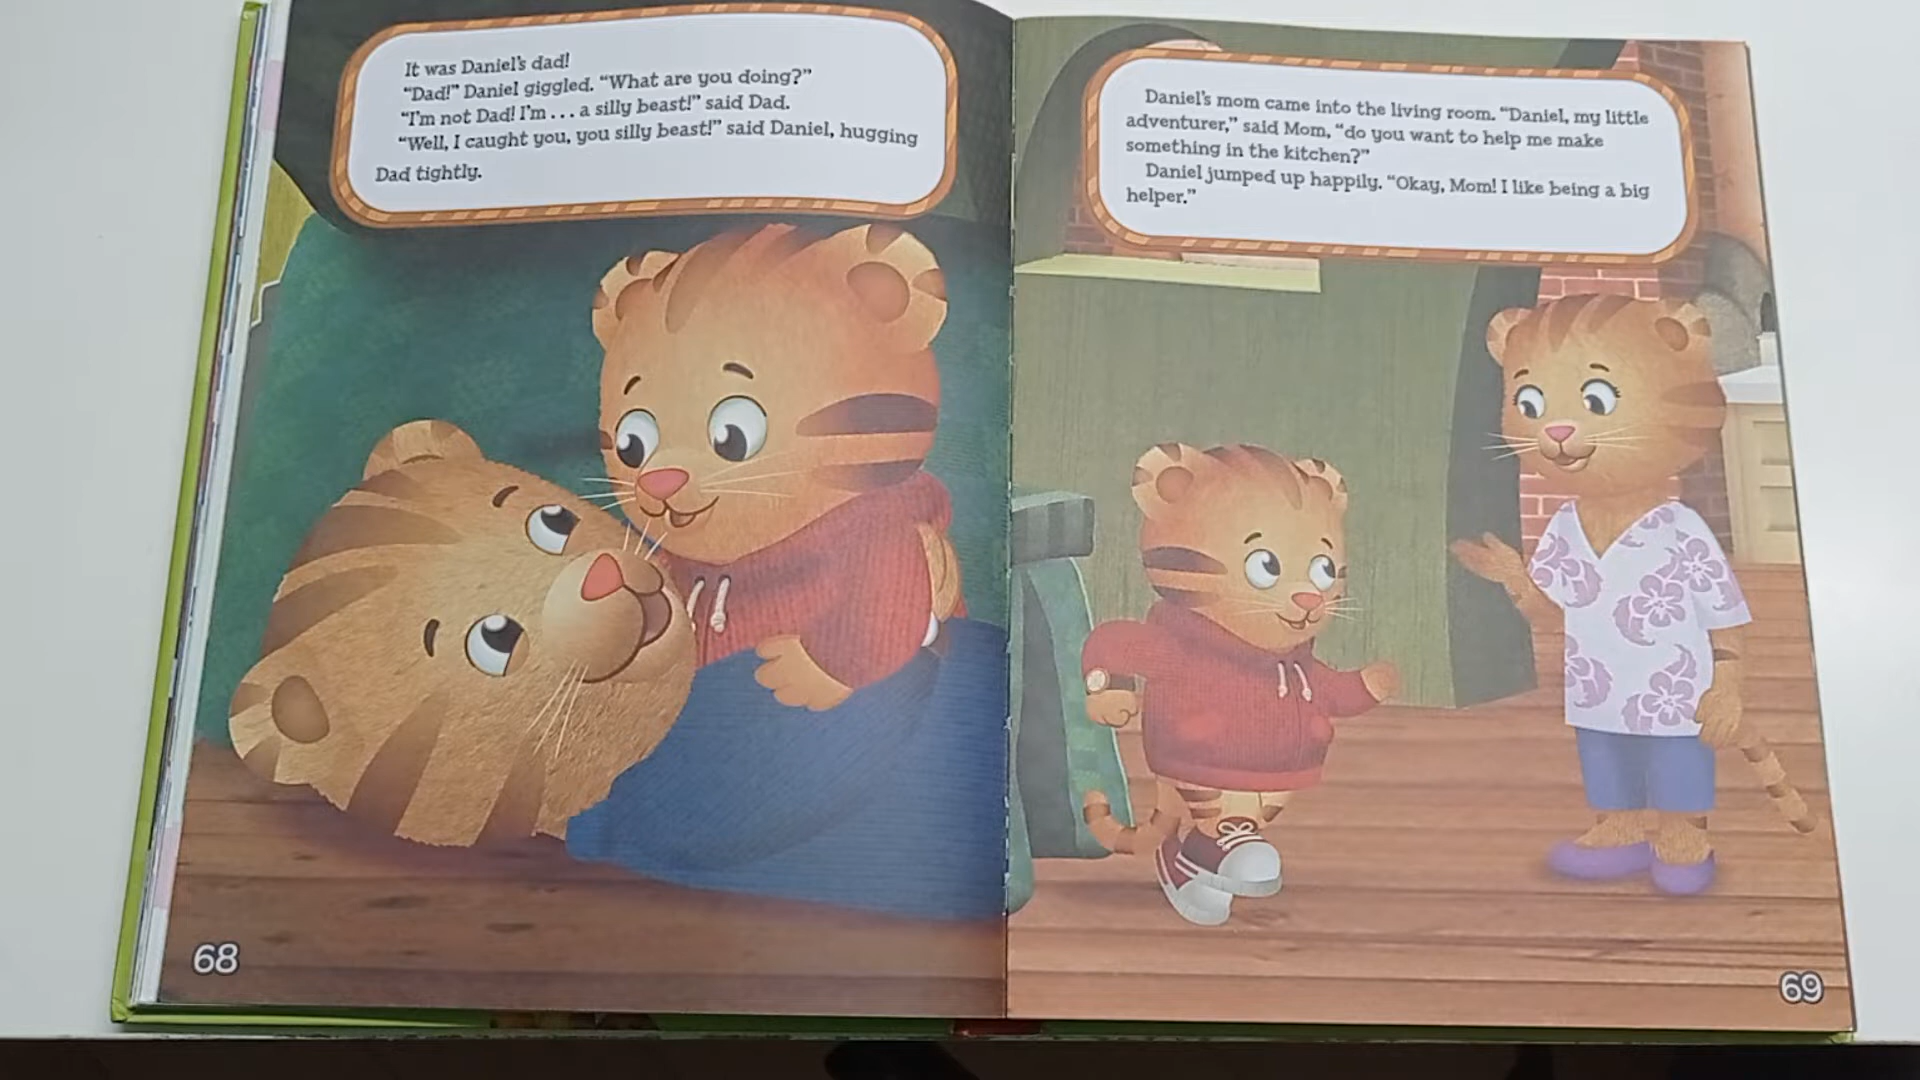 It was Daniel's dad!
“Dad!” Daniel giggled. “What are you doing?”
“I'm not Dad! I'm . . . a silly beast!” said Dad.
“Well, I caught you, you silly beast!” said Daniel, hugging
Dad tightly.
68
Daniel's mom came into the living room. “Daniel, my little
adventurer,” said Mom, “do you want to help me make
something in the kitchen?”
Daniel jumped up happily. “Okay, Mom! I like being a big
helper.”
69